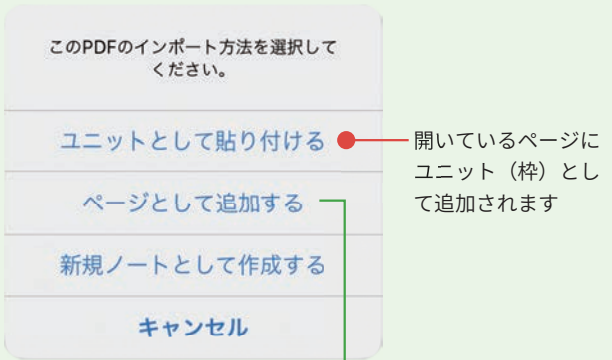 このPDFのインポート方法を選択して
ください。
ユニットとして貼り付ける
開いているページに
ユニット（枠）とし
て追加されます
ページとして追加する
新規ノートとして作成する
キャンセル